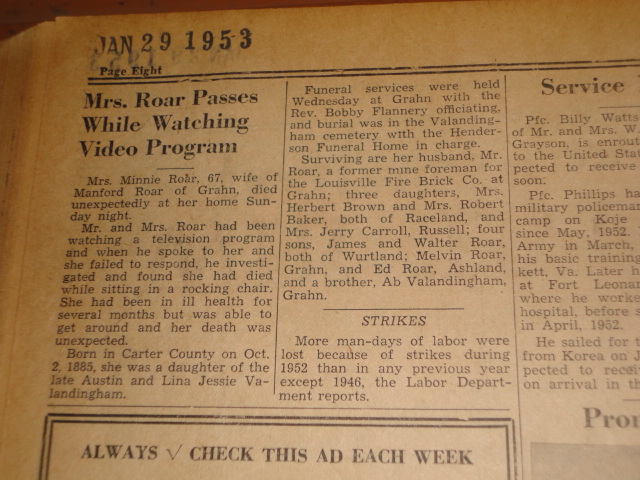 JAN 29 1953
Page Eight
Mrs. Roar Passes
While Watching
Video Program
Mrs. Minnie Roar, 67, wife of
Manford Roar of Grahn, died
unexpectedly at her home Sun-
day night.
Mr. and Mrs. Roar had been
watching a television program
and when he spoke to her and
she failed to respond, he investi-
gated and found she had died
while sitting in a rocking chair.
She had been in ill health for
several months but was able to
get around and her death was
unexpected.
Born in Carter County on Oct.
2, 1885, she was a daughter of the
late Austin and Lina Jessie Va-
landingham.
Funeral services were held
Wednesday at Grahn with the
Rev. Bobby Flannery officiating,
and burial was in the Valanding-
ham cemetery with the Hender-
son Funeral Home in charge.
Surviving are her husband, Mr.
Roar, a former mine foreman for
the Louisville Fire Brick Co. at
Grahn; three daughters, Mrs.
Herbert Brown and Mrs. Robert
Baker, both of Raceland, and
Mrs. Jerry Carroll, Russell; four
sons, James and Walter Roar,
both of Wurtland; Melvin Roar,
Grahn, and Ed Roar, Ashland,
and a brother, Ab Valandingham,
Grahn.
STRIKES
More man-days of labor were
lost because of strikes during
1952 than in any previous year
except 1946, the Labor Depart-
ment reports.
Service
Pfc. Billy Watts
of Mr. and Mrs. W
Grayson, is enrout
to the United Stat
pected to receive
soon.
Pfc. Phillips ha
military policeman
camp on Koje
since May, 1952.
Army in March,
his basic training
kett, Va. Later h
at Fort Leonar
where he worke
hospital, before s
in April, 1952.
He sailed for t
from Korea on J
pected to recei
on arrival in th
Pro
ALWAYS √ CHECK THIS AD EACH WEEK